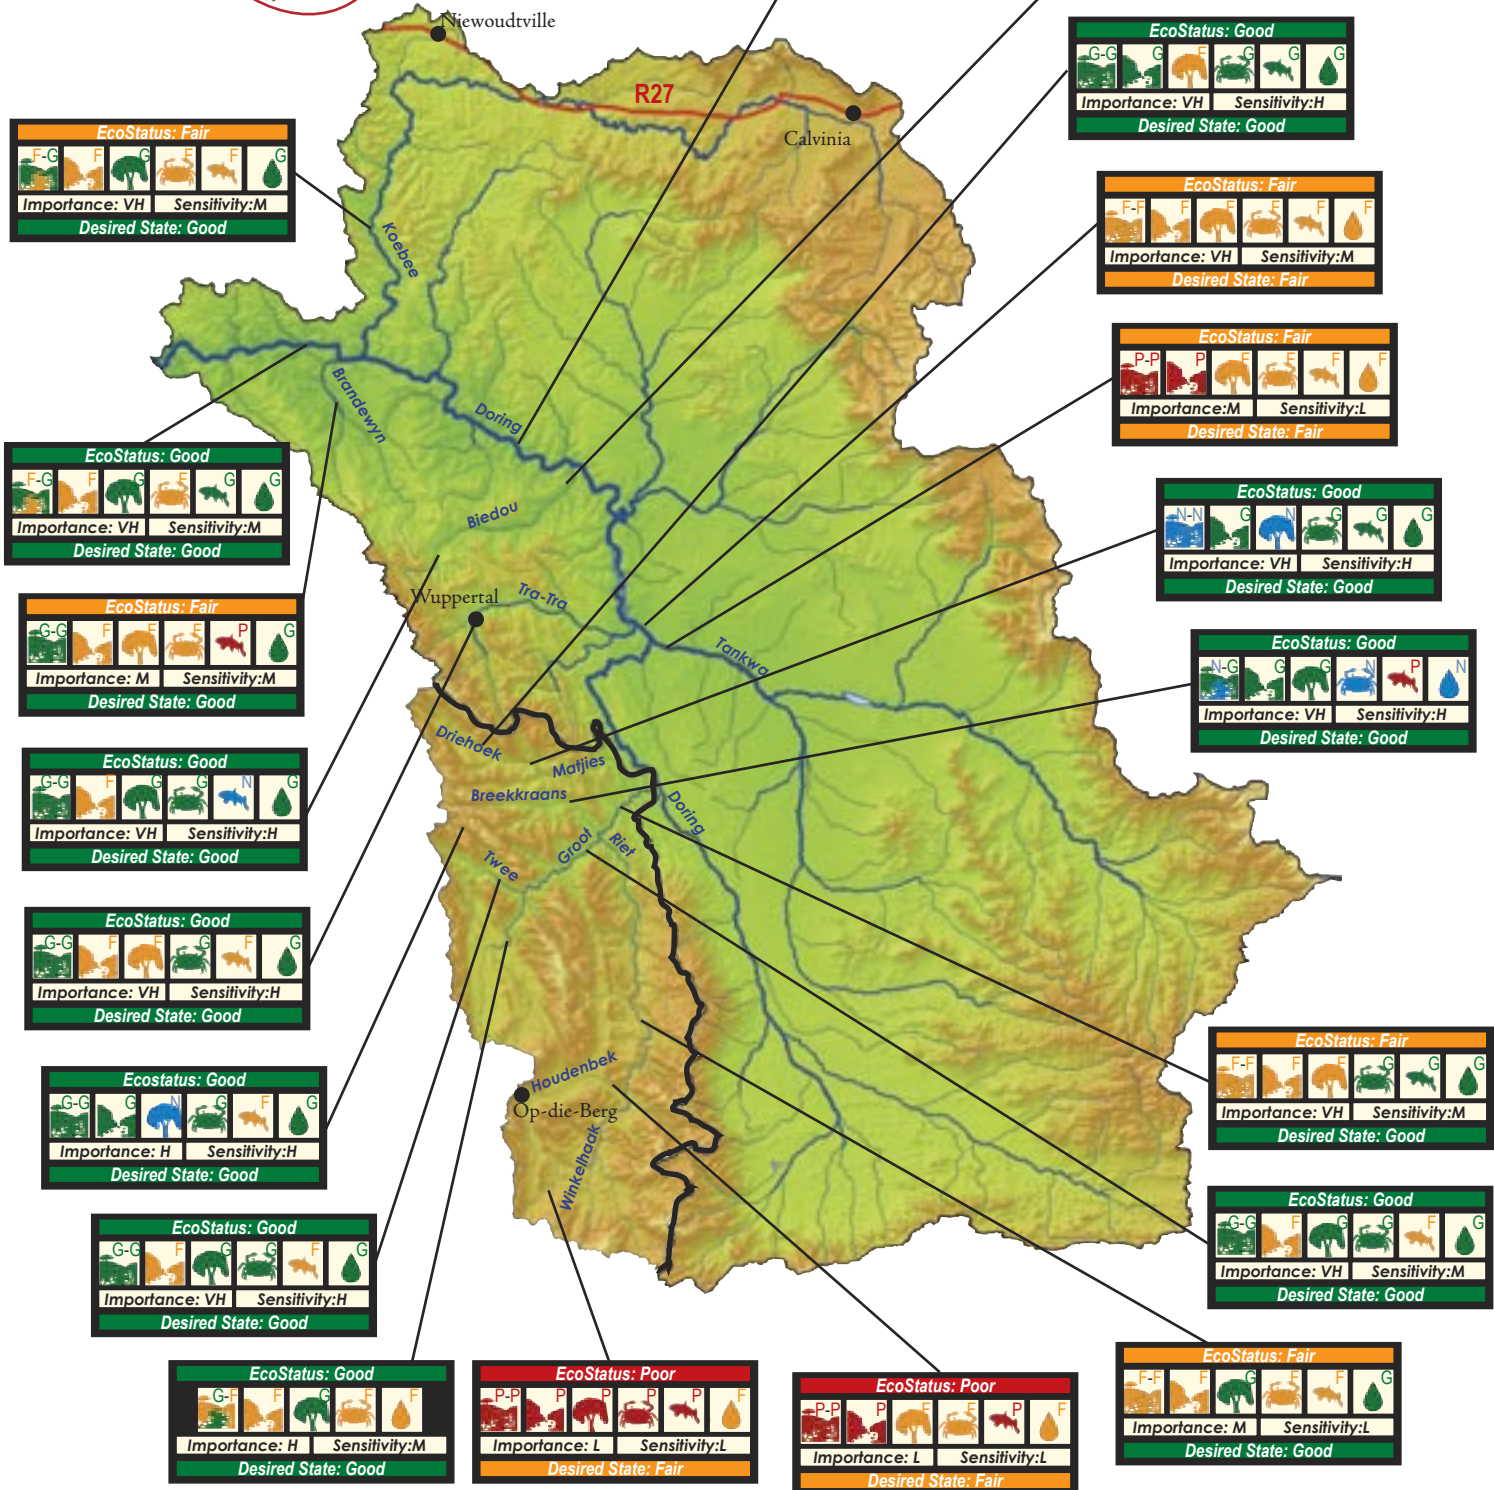 Niewoudtville
R27
Calvinia
Koebee
Brandewyn
Doring
Biedou
Wuppertal
Tra-Tra
Tankwa
Driehoek
Matjies
Breekkraans
Doring
Groot
Riet
Twee
Houdenbek
Op-die-Berg
Winkelhaak
EcoStatus: Fair
F-G F G F F G
Importance: VH Sensitivity:M
Desired State: Good
EcoStatus: Good
F-G F G F G G
Importance: VH Sensitivity:M
Desired State: Good
EcoStatus: Fair
G-G F F F P G
Importance: M Sensitivity:M
Desired State: Good
EcoStatus: Good
G-G F G G N G
Importance: VH Sensitivity:H
Desired State: Good
EcoStatus: Good
G-G F F G F G
Importance: VH Sensitivity:H
Desired State: Good
Ecostatus: Good
G-G G N G F G
Importance: H Sensitivity:H
Desired State: Good
EcoStatus: Good
G-G F G G F G
Importance: VH Sensitivity:H
Desired State: Good
EcoStatus: Good
G-F F G F F
Importance: H Sensitivity:M
Desired State: Good
EcoStatus: Poor
P-P P P P P F
Importance: L Sensitivity:L
Desired State: Fair
EcoStatus: Poor
P-P P F F P F
Importance: L Sensitivity:L
Desired State: Fair
EcoStatus: Good
G-G G F G G G
Importance: VH Sensitivity:H
Desired State: Good
EcoStatus: Fair
F-F F F F F F
Importance: VH Sensitivity:M
Desired State: Fair
EcoStatus: Fair
P-P P F F F F
Importance:M Sensitivity:L
Desired State: Fair
EcoStatus: Good
N-N G N G G G
Importance: VH Sensitivity:H
Desired State: Good
EcoStatus: Good
N-G G G N P N
Importance: VH Sensitivity:H
Desired State: Good
EcoStatus: Fair
F-F F F G G G
Importance: VH Sensitivity:M
Desired State: Good
EcoStatus: Good
G-G F G G F G
Importance: VH Sensitivity:M
Desired State: Good
EcoStatus: Fair
F-F F G F F G
Importance: M Sensitivity:L
Desired State: Good